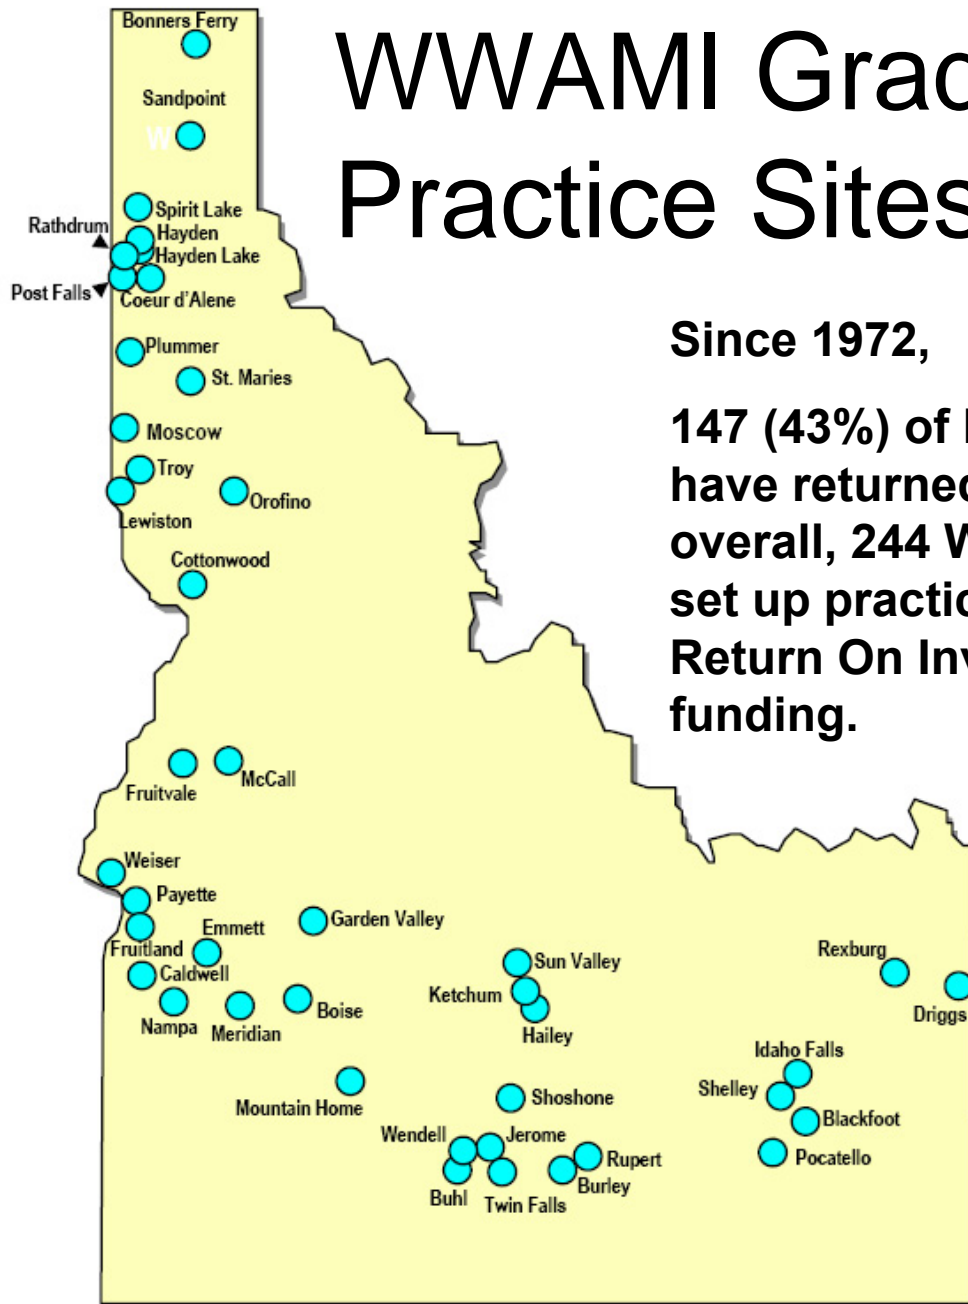 WWAMI Grad
Practice Sites
Since 1972,
147 (43%) of
have returned
overall, 244 W
set up practic
Return On Inv
funding.
Bonners Ferry
Sandpoint
W
Spirit Lake
Rathdrum
Hayden
Hayden Lake
Post Falls
Coeur d'Alene
Plummer
St. Maries
Moscow
Troy
Orofino
Lewiston
Cottonwood
McCall
Fruitvale
Weiser
Payette
Garden Valley
Emmett
Fruitland
Caldwell
Sun Valley
Rexburg
Ketchum
Boise
Driggs
Nampa
Meridian
Hailey
Idaho Falls
Shelley
Mountain Home
Shoshone
Blackfoot
Wendell
Jerome
Rupert
Pocatello
Burley
Buhl
Twin Falls